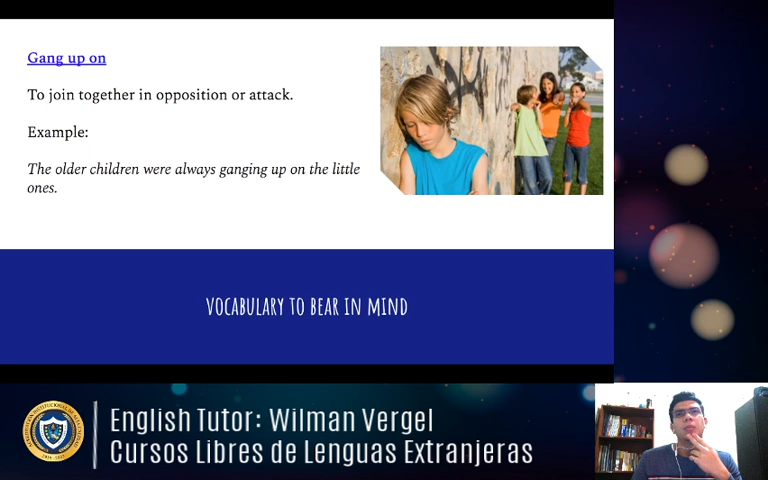 Gang up on
To join together in opposition or attack.
Example:
The older children were always ganging up on the little
ones.
VOCABULARY TO BEAR IN MIND
English Tutor: Wilman Vergel
Cursos Libres de Lenguas Extranjeras